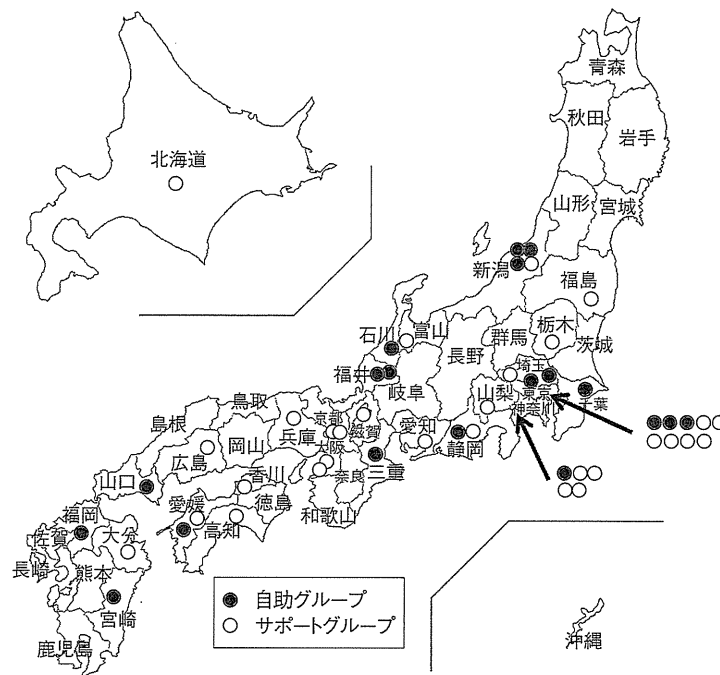 青森
秋田
岩手
北海道
山形
宮城
新潟
福島
石川
富山
群馬
栃木
茨城
長野
埼玉
福井
岐阜
山梨
東京
千葉
神奈川
鳥取
島根
兵庫
京都
滋賀
愛知
静岡
岡山
大阪
広島
奈良
三重
山口
香川
愛媛
徳島
和歌山
福岡
高知
佐賀
大分
長崎
熊本
宮崎
鹿児島
沖縄
自助グループ
サポートグループ